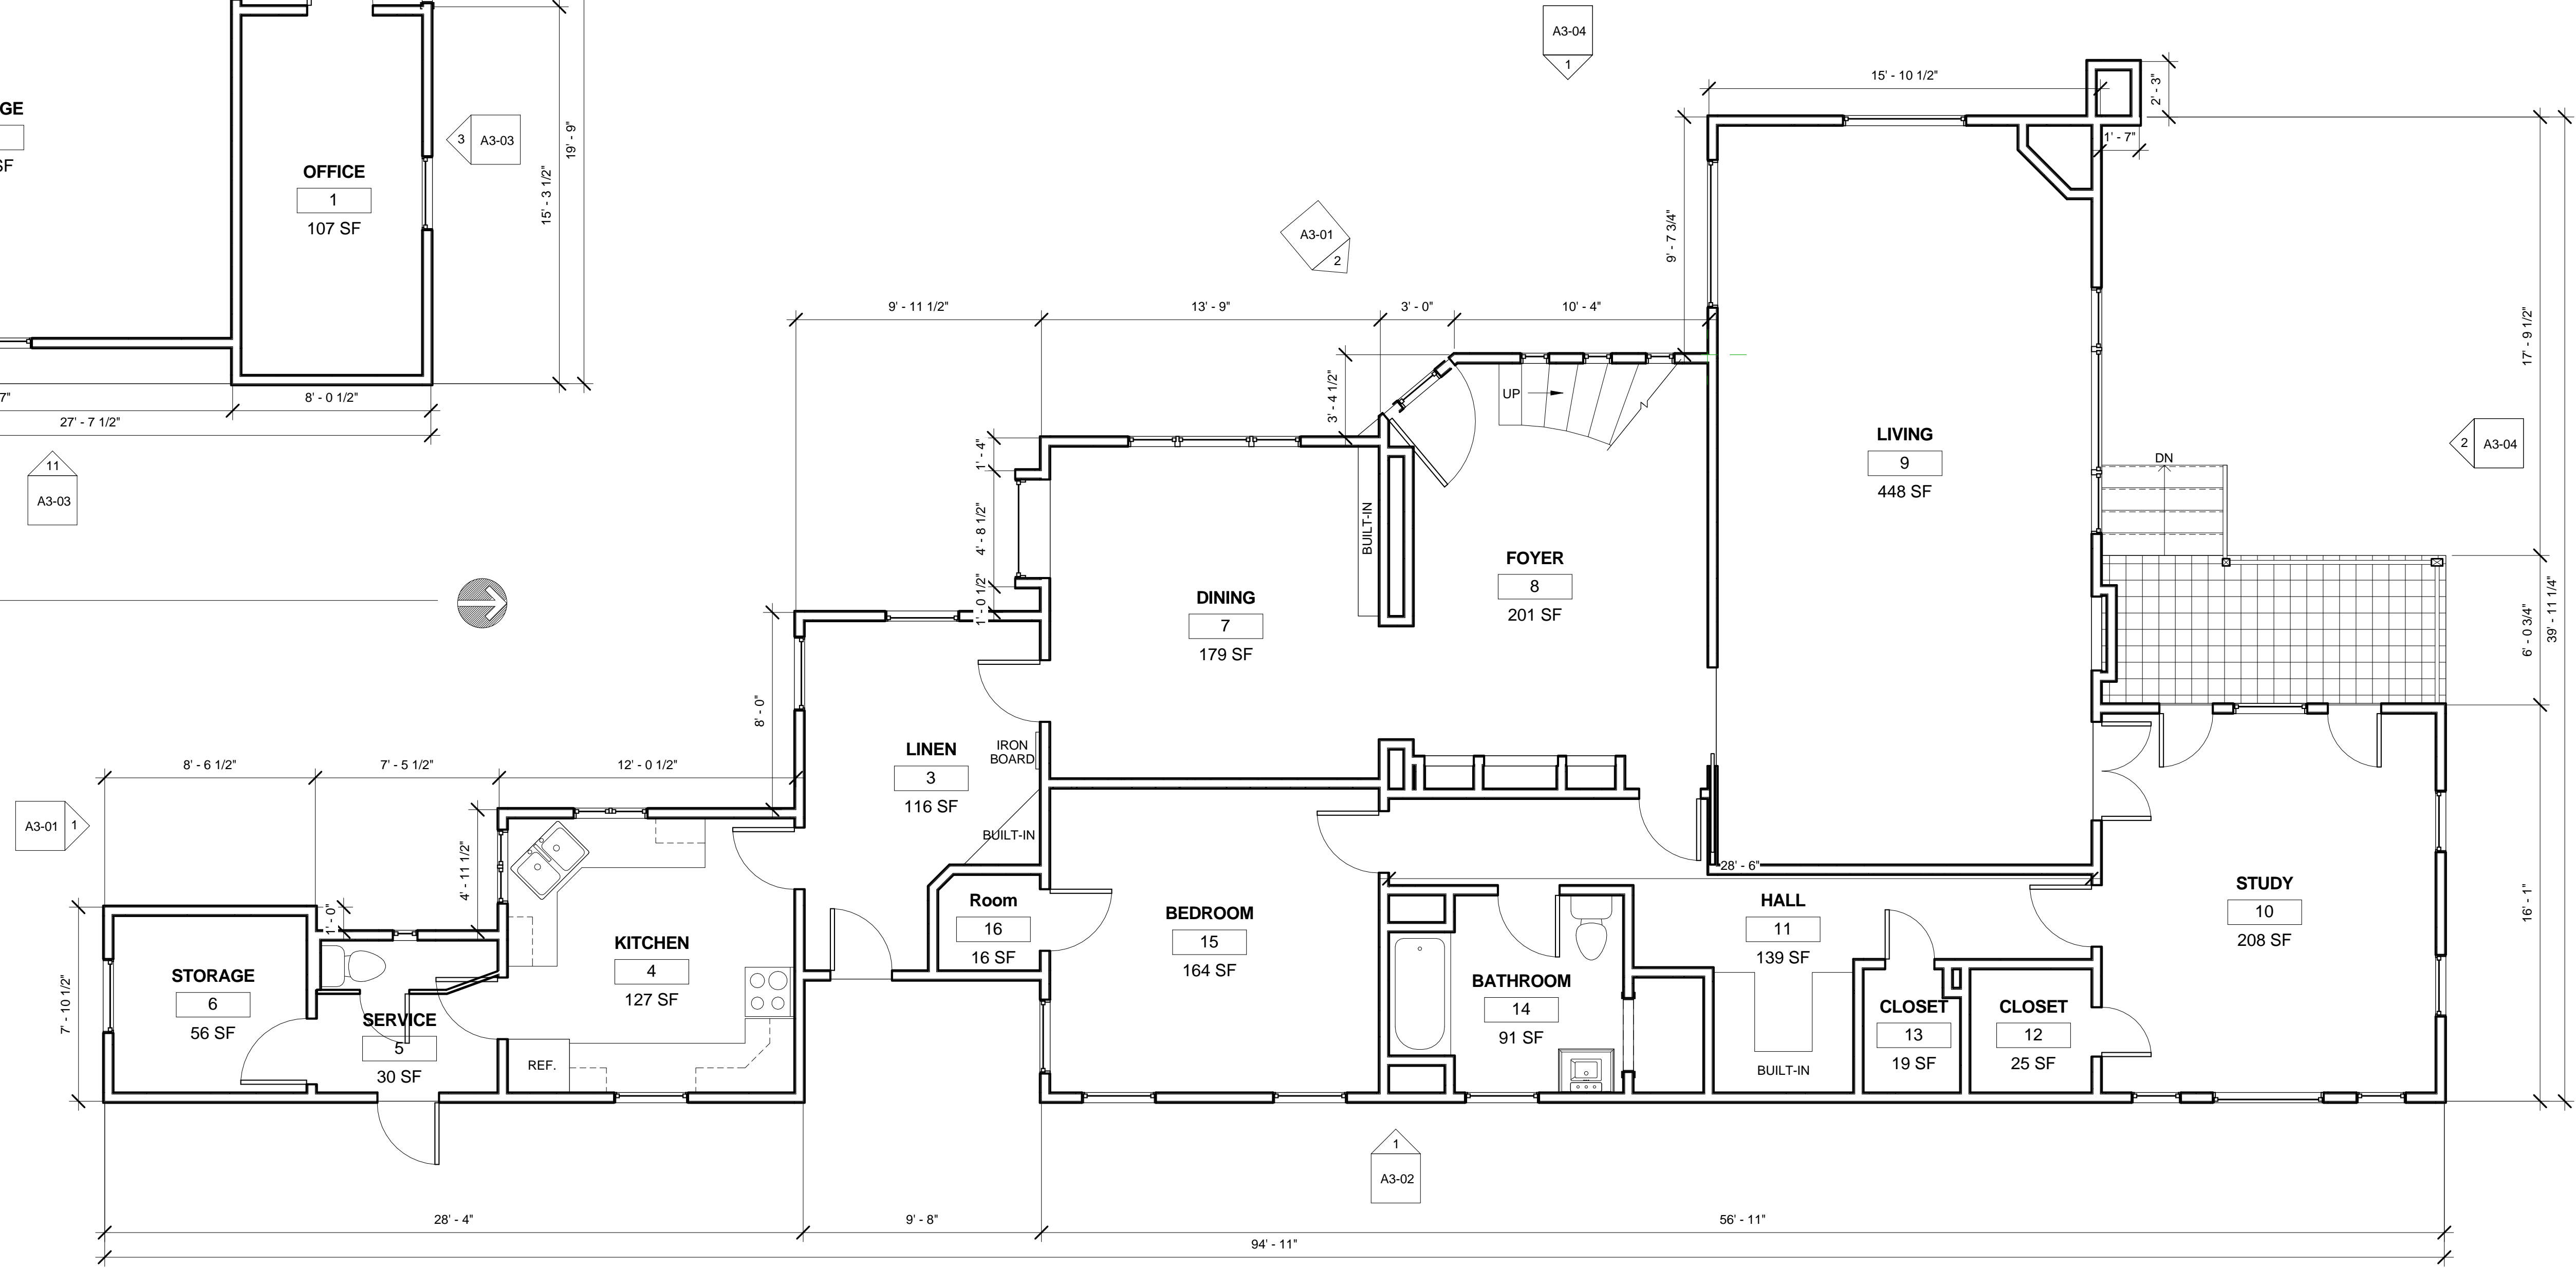 A3-04
1
15' - 10 1/2"
2' - 3"
GE
SF
OFFICE
1
107 SF
3
A3-03
19' - 9"
15' - 3 1/2"
1' - 7"
A3-01
2
9' - 7 3/4"
9' - 11 1/2"
13' - 9"
3' - 0"
10' - 4"
17' - 9 1/2"
7"
8' - 0 1/2"
27' - 7 1/2"
3' - 4 1/2"
UP
LIVING
9
448 SF
2
A3-04
11
A3-03
1' - 4"
DN
4' - 8 1/2"
BUILT-IN
FOYER
8
201 SF
1' - 0 1/2"
DINING
7
179 SF
6' - 0 3/4"
39' - 11 1/4"
8' - 0"
LINEN
3
116 SF
IRON
BOARD
8' - 6 1/2"
7' - 5 1/2"
12' - 0 1/2"
A3-01
1
BUILT-IN
4' - 11 1/2"
28' - 6"
1' - 0"
7' - 10 1/2"
16' - 1"
STORAGE
6
56 SF
SERVICE
5
30 SF
KITCHEN
4
127 SF
REF.
Room
16
16 SF
BEDROOM
15
164 SF
BATHROOM
14
91 SF
HALL
11
139 SF
BUILT-IN
CLOSET
13
19 SF
CLOSET
12
25 SF
STUDY
10
208 SF
1
A3-02
28' - 4"
9' - 8"
56' - 11"
94' - 11"